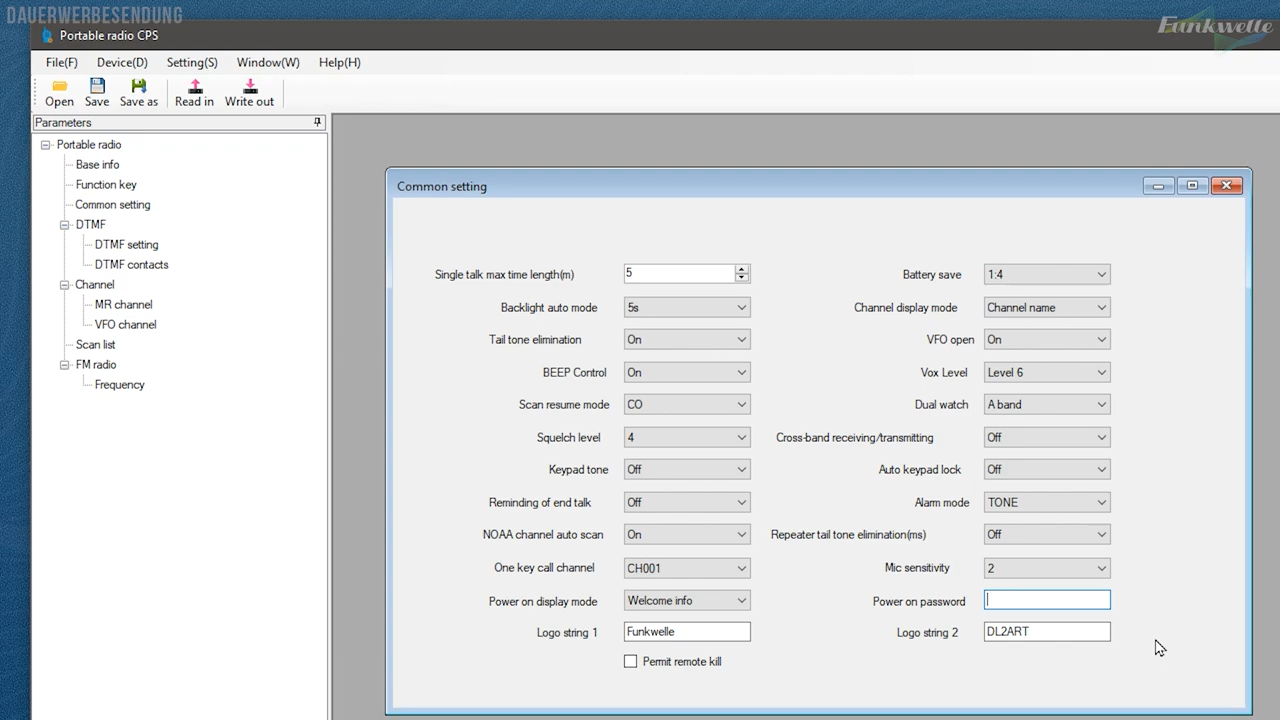 DAUERWERBESENDUNG
Funkwelle
Portable radio CPS
File(F) Device(D) Setting(S) Window(W) Help(H)
Open Save Save as Read in Write out
Parameters
Portable radio
Base info
Function key
Common setting
DTMF
DTMF setting
DTMF contacts
Channel
MR channel
VFO channel
Scan list
FM radio
Frequency
Common setting
Single talk max time length(m) 5 Battery save 1:4
Backlight auto mode 5s Channel display mode Channel name
Tail tone elimination On VFO open On
BEEP Control On Vox Level Level 6
Scan resume mode CO Dual watch A band
Squelch level 4 Cross-band receiving/transmitting Off
Keypad tone Off Auto keypad lock Off
Reminding of end talk Off Alarm mode TONE
NOAA channel auto scan On Repeater tail tone elimination(ms) Off
One key call channel CH001 Mic sensitivity 2
Power on display mode Welcome info Power on password
Logo string 1 Funkwelle Logo string 2 DL2ART
Permit remote kill